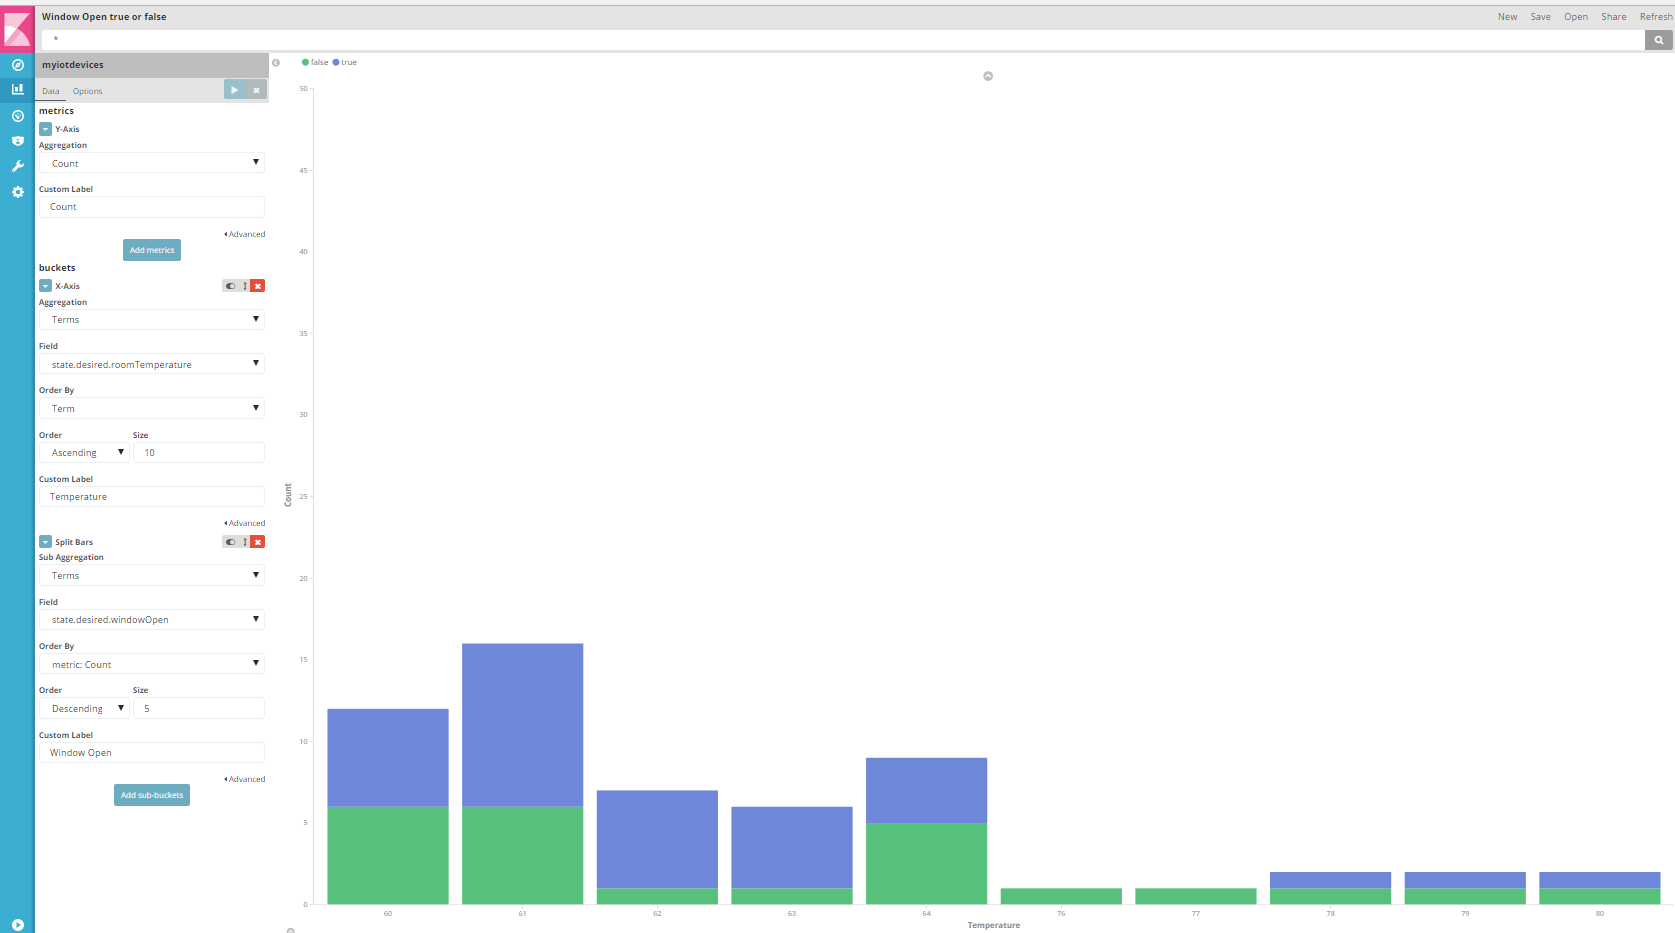 Window Open true or false
New Save Open Share Refresh
*
myiotdevices
Data Options
metrics
Y-Axis
Aggregation
Count
Custom Label
Count
Advanced
Add metrics
buckets
X-Axis
Aggregation
Terms
Field
state.desired.roomTemperature
Order By
Term
Order Size
Ascending 10
Custom Label
Temperature
Advanced
Split Bars
Sub Aggregation
Terms
Field
state.desired.windowOpen
Order By
metric: Count
Order Size
Descending 5
Custom Label
Window Open
Advanced
Add sub-buckets
false true
50
45
40
35
30
25
20
15
10
5
0
Count
60 61 62 63 64 76 77 78 79 80
Temperature